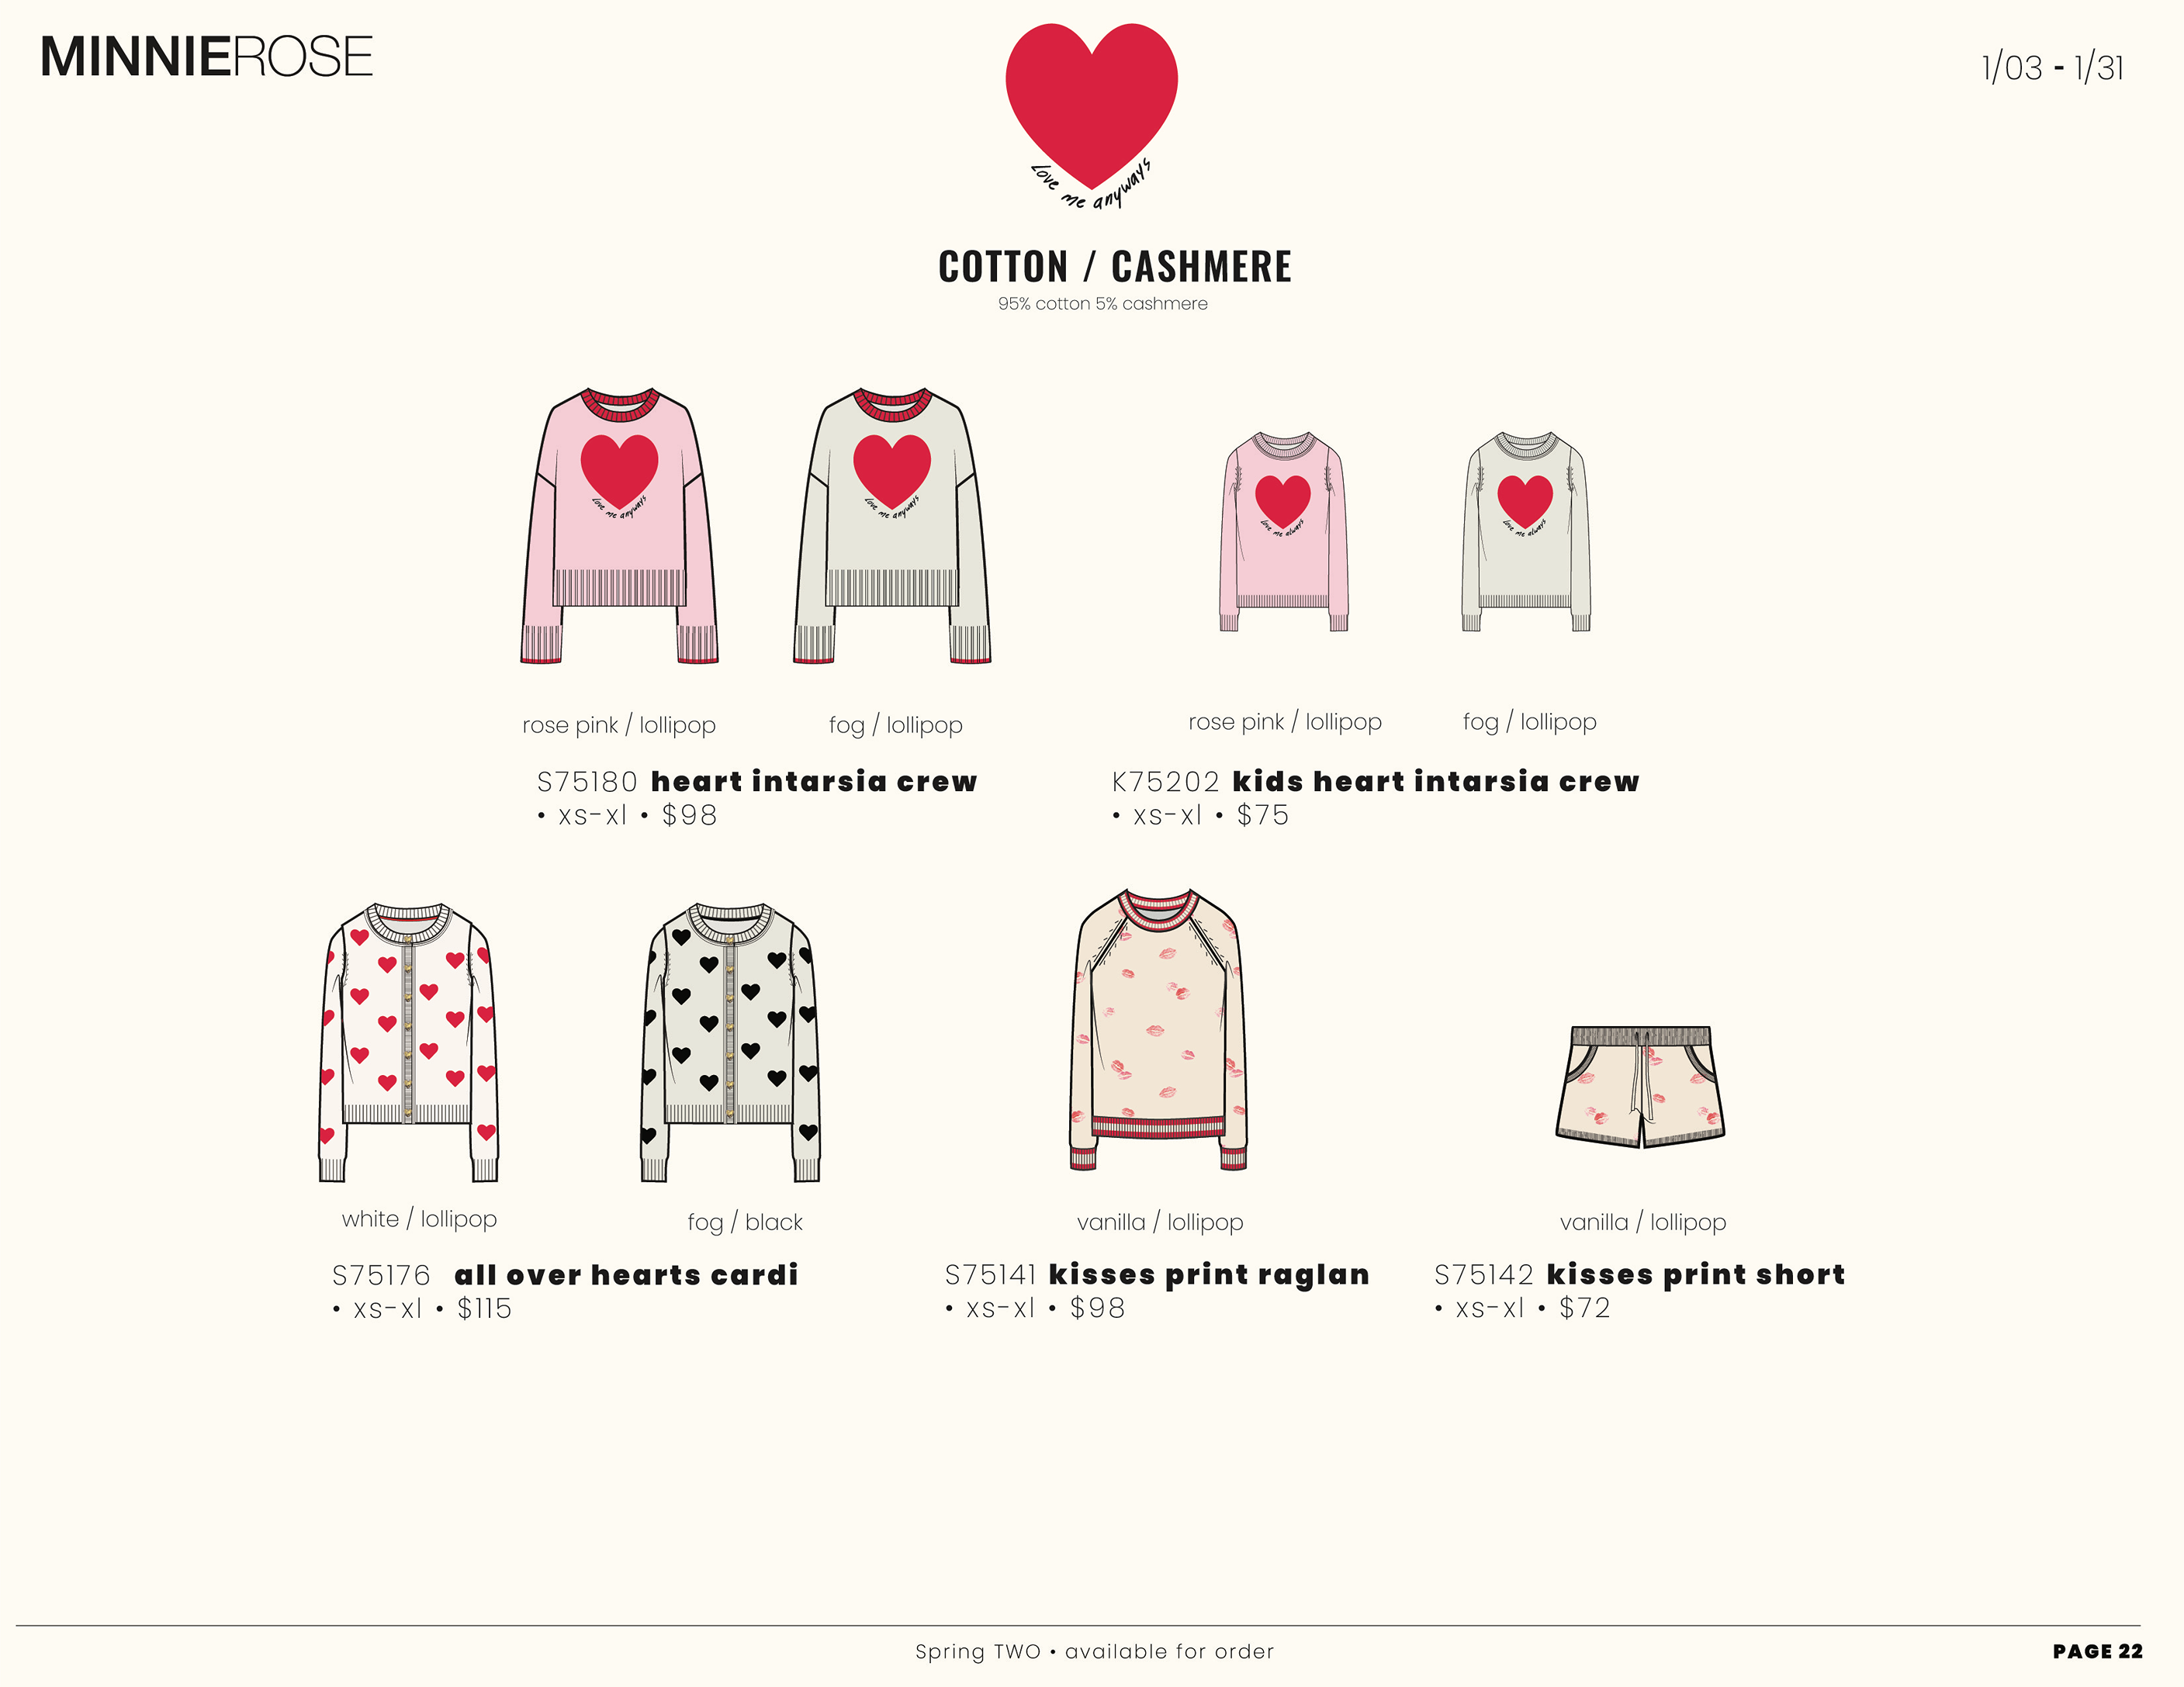 MINNIEROSE
1/03 - 1/31
Love me anyways
COTTON / CASHMERE
95% cotton 5% cashmere
love me anyways
love me anyways
love me always
love me always
rose pink / lollipop
fog / lollipop
rose pink / lollipop
fog / lollipop
S75180 heart intarsia crew
• xs-xl • $98
K75202 kids heart intarsia crew
• xs-xl • $75
white / lollipop
fog / black
vanilla / lollipop
vanilla / lollipop
S75176 all over hearts cardi
• xs-xl • $115
S75141 kisses print raglan
• xs-xl • $98
S75142 kisses print short
• xs-xl • $72
Spring TWO • available for order
PAGE 22